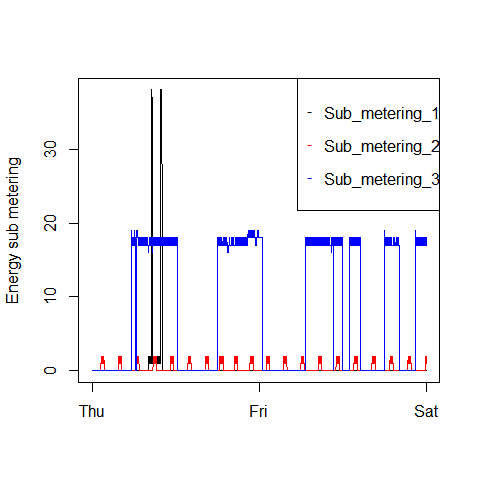 Energy sub metering
30
20
10
0
Thu
Fri
Sat
Sub_metering_1
Sub_metering_2
Sub_metering_3